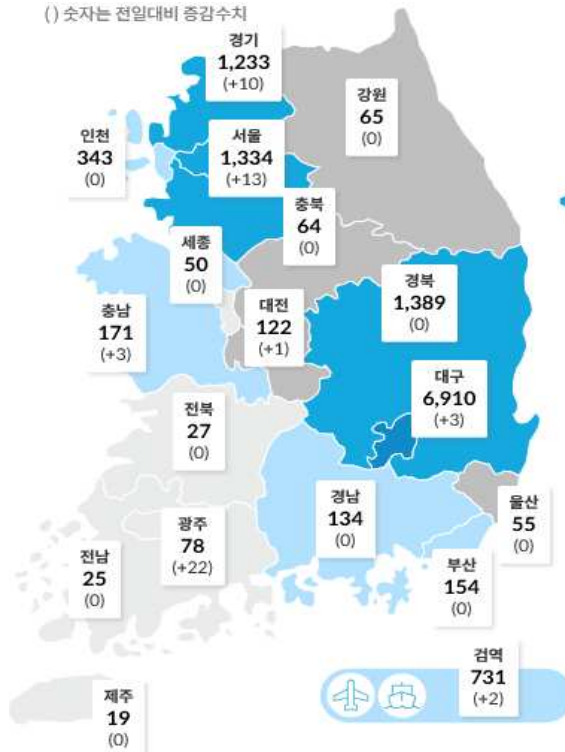 ( ) 숫자는 전일대비 증감수치
경기
1,233
(+10)
강원
65
(0)
인천
343
(0)
서울
1,334
(+13)
충북
64
(0)
세종
50
(0)
경북
1,389
(0)
충남
171
(+3)
대전
122
(+1)
대구
6,910
(+3)
전북
27
(0)
경남
134
(0)
울산
55
(0)
광주
78
(+22)
전남
25
(0)
부산
154
(0)
검역
731
(+2)
제주
19
(0)